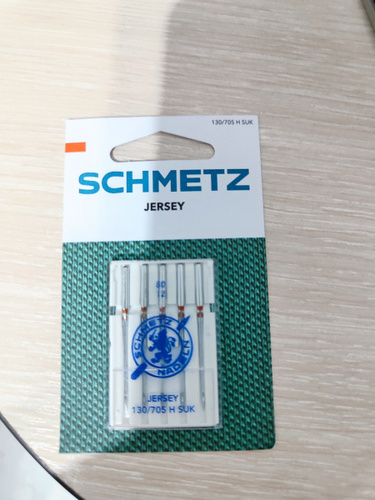 130/705 H SUK
SCHMETZ
JERSEY
80
12
SCHMETZ
NADELN
JERSEY
130/705 H SUK